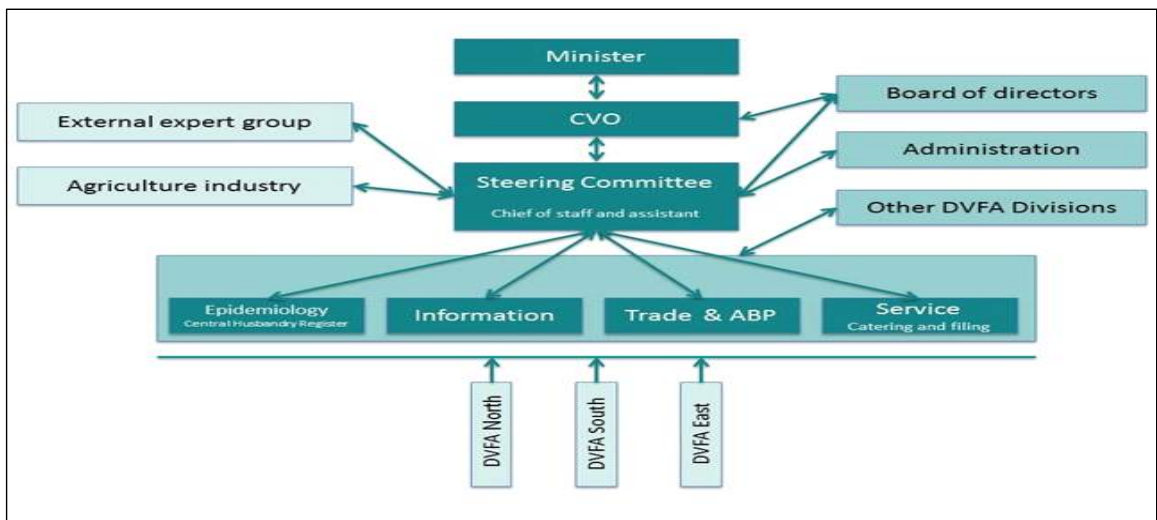 Minister
CVO
Board of directors
External expert group
Administration
Agriculture industry
Steering Committee
Chief of staff and assistant
Other DVFA Divisions
Epidemiology
Central Husbandry Register
Information
Trade & ABP
Service
Catering and filing
DVFA North
DVFA South
DVFA East